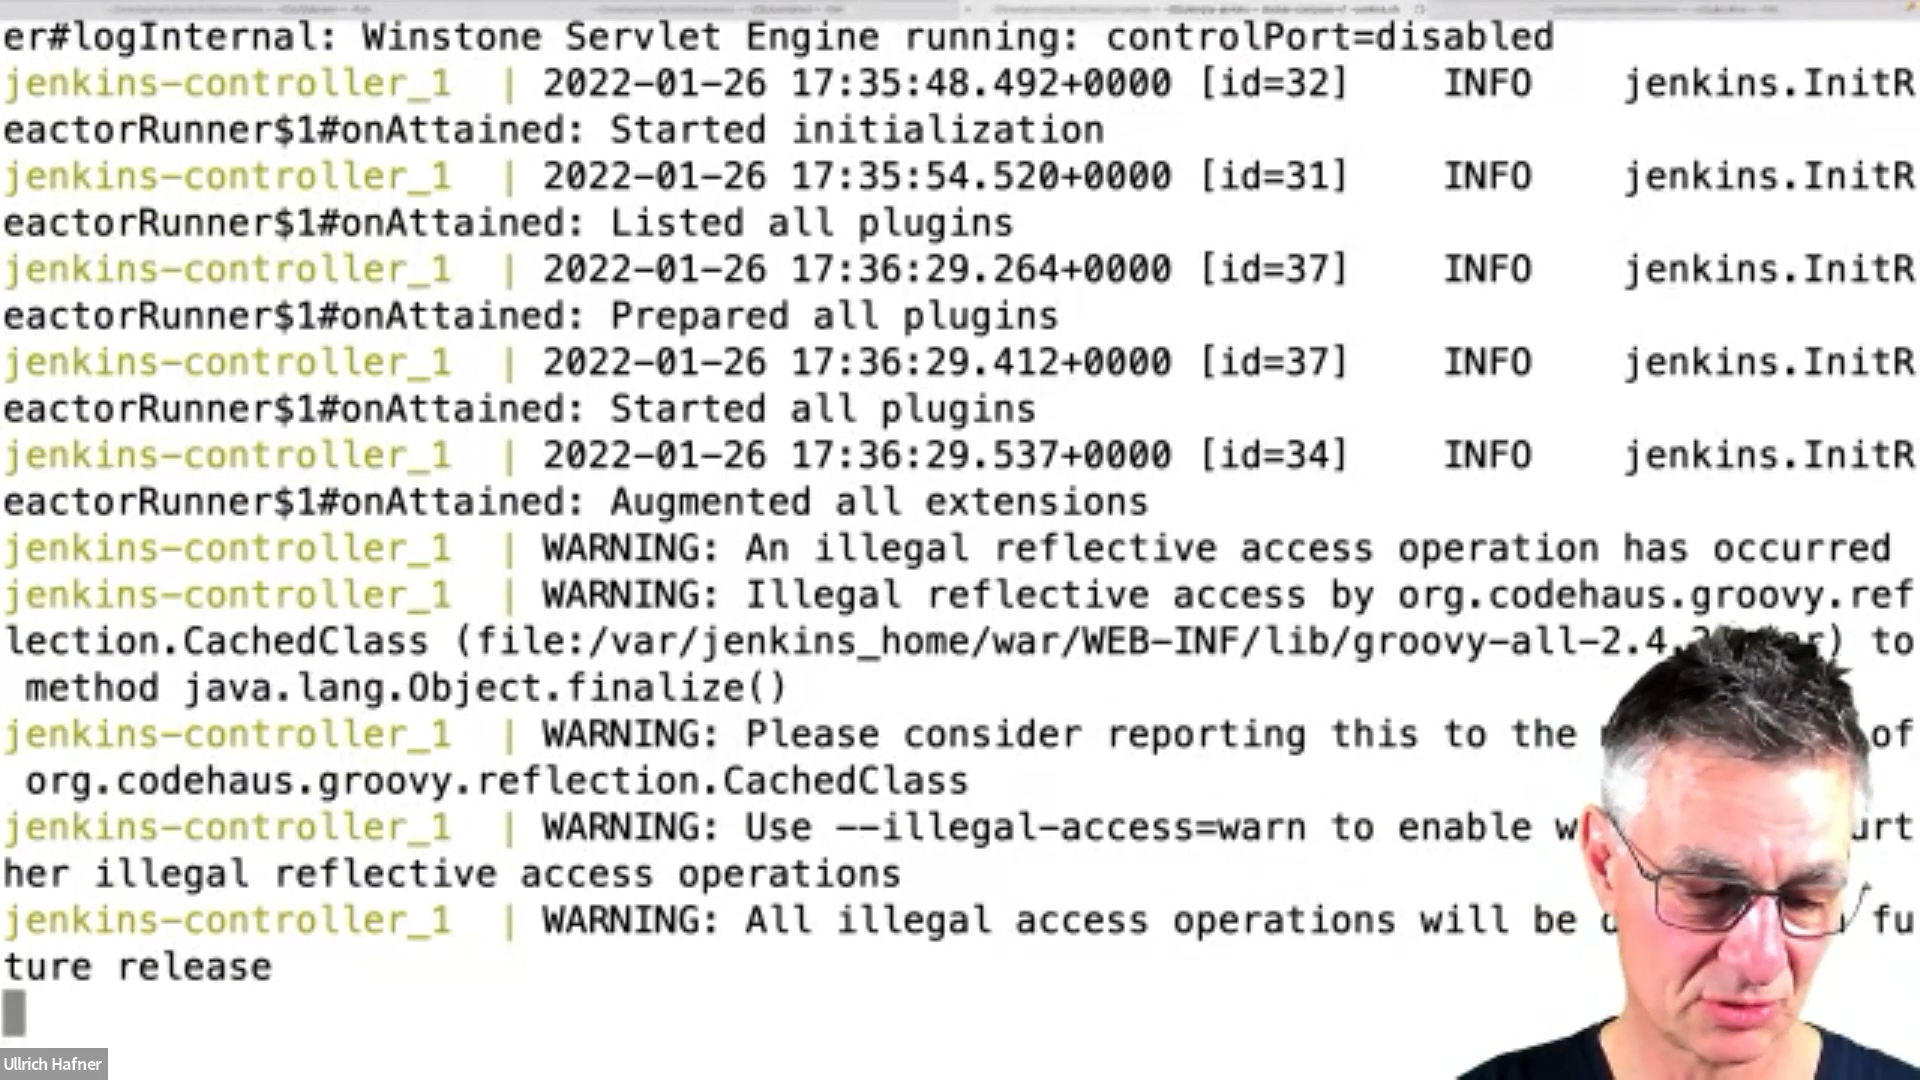 er#logInternal: Winstone Servlet Engine running: controlPort=disabled
jenkins-controller_1 | 2022-01-26 17:35:48.492+0000 [id=32] INFO jenkins.InitR
eactorRunner$1#onAttained: Started initialization
jenkins-controller_1 | 2022-01-26 17:35:54.520+0000 [id=31] INFO jenkins.InitR
eactorRunner$1#onAttained: Listed all plugins
jenkins-controller_1 | 2022-01-26 17:36:29.264+0000 [id=37] INFO jenkins.InitR
eactorRunner$1#onAttained: Prepared all plugins
jenkins-controller_1 | 2022-01-26 17:36:29.412+0000 [id=37] INFO jenkins.InitR
eactorRunner$1#onAttained: Started all plugins
jenkins-controller_1 | 2022-01-26 17:36:29.537+0000 [id=34] INFO jenkins.InitR
eactorRunner$1#onAttained: Augmented all extensions
jenkins-controller_1 | WARNING: An illegal reflective access operation has occurred
jenkins-controller_1 | WARNING: Illegal reflective access by org.codehaus.groovy.ref
lection.CachedClass (file:/var/jenkins_home/war/WEB-INF/lib/groovy-all-2.4. ) to
method java.lang.Object.finalize()
jenkins-controller_1 | WARNING: Please consider reporting this to the of
org.codehaus.groovy.reflection.CachedClass
jenkins-controller_1 | WARNING: Use --illegal-access=warn to enable w urt
her illegal reflective access operations
jenkins-controller_1 | WARNING: All illegal access operations will be fu
ture release
Ullrich Hafner